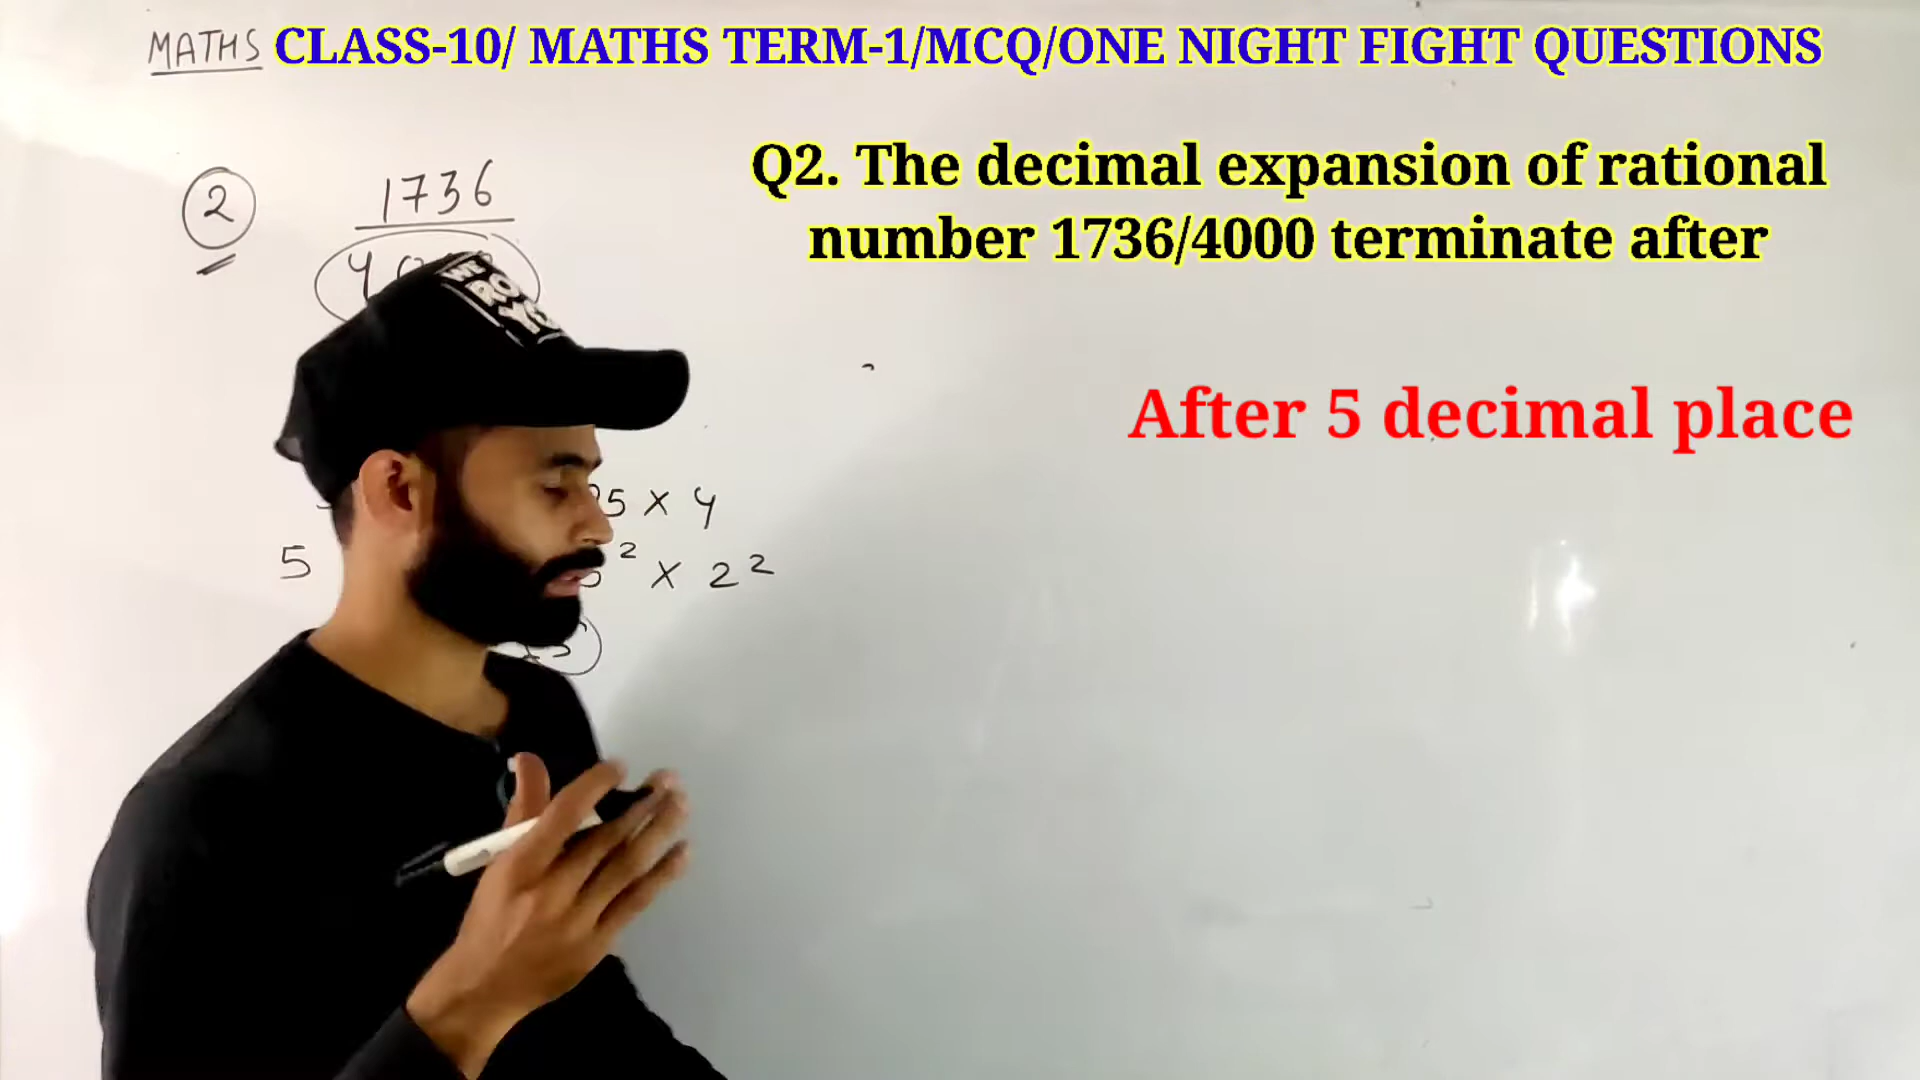 MATHS CLASS-10/ MATHS TERM-1/MCQ/ONE NIGHT FIGHT QUESTIONS
Q2. The decimal expansion of rational
number 1736/4000 terminate after
2
1736
After 5 decimal place
5 x 4
5
2 x 2 2